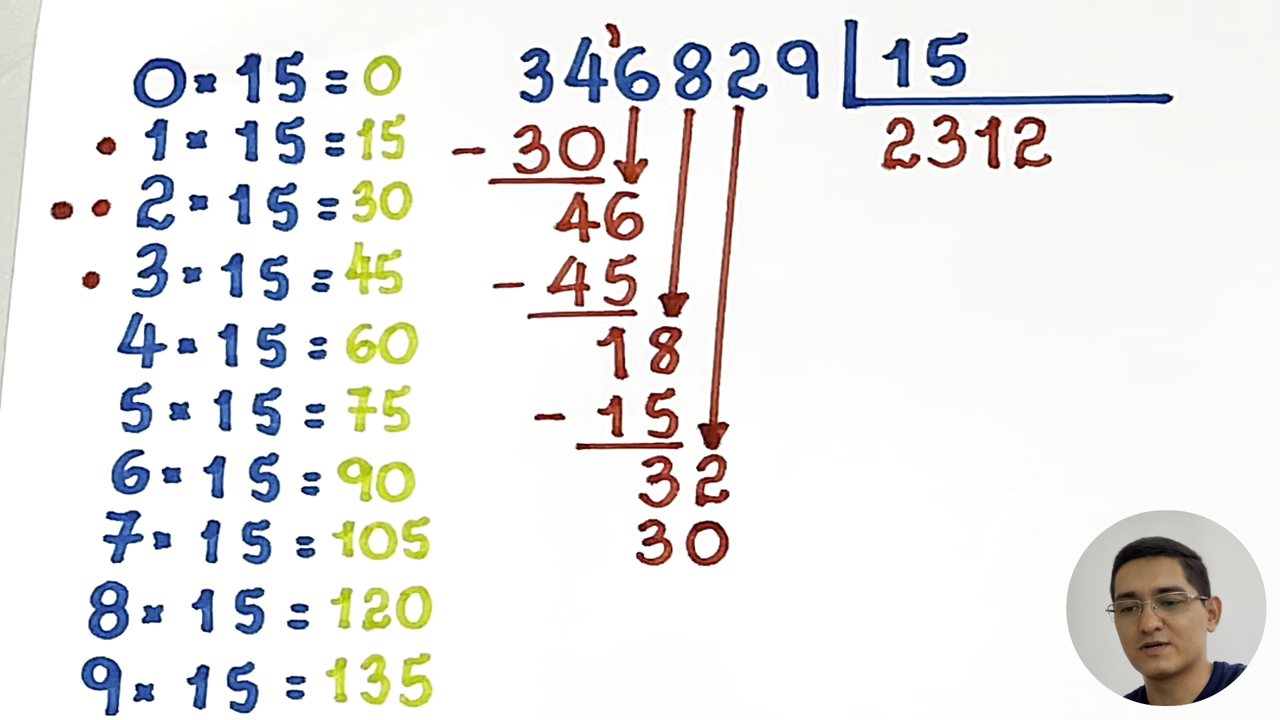 0 × 15 = 0
• 1 × 15 = 15
• • 2 × 15 = 30
• 3 × 15 = 45
4 × 15 = 60
5 × 15 = 75
6 × 15 = 90
7 × 15 = 105
8 × 15 = 120
9 × 15 = 135
34'6829 15
2312
- 30
46
- 45
18
- 15
32
30